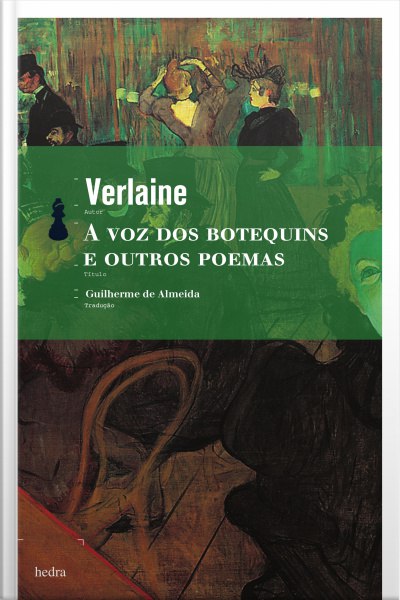 Verlaine
Autor
A VOZ DOS BOTEQUINS
E OUTROS POEMAS
Título
Guilherme de Almeida
Tradução
hedra